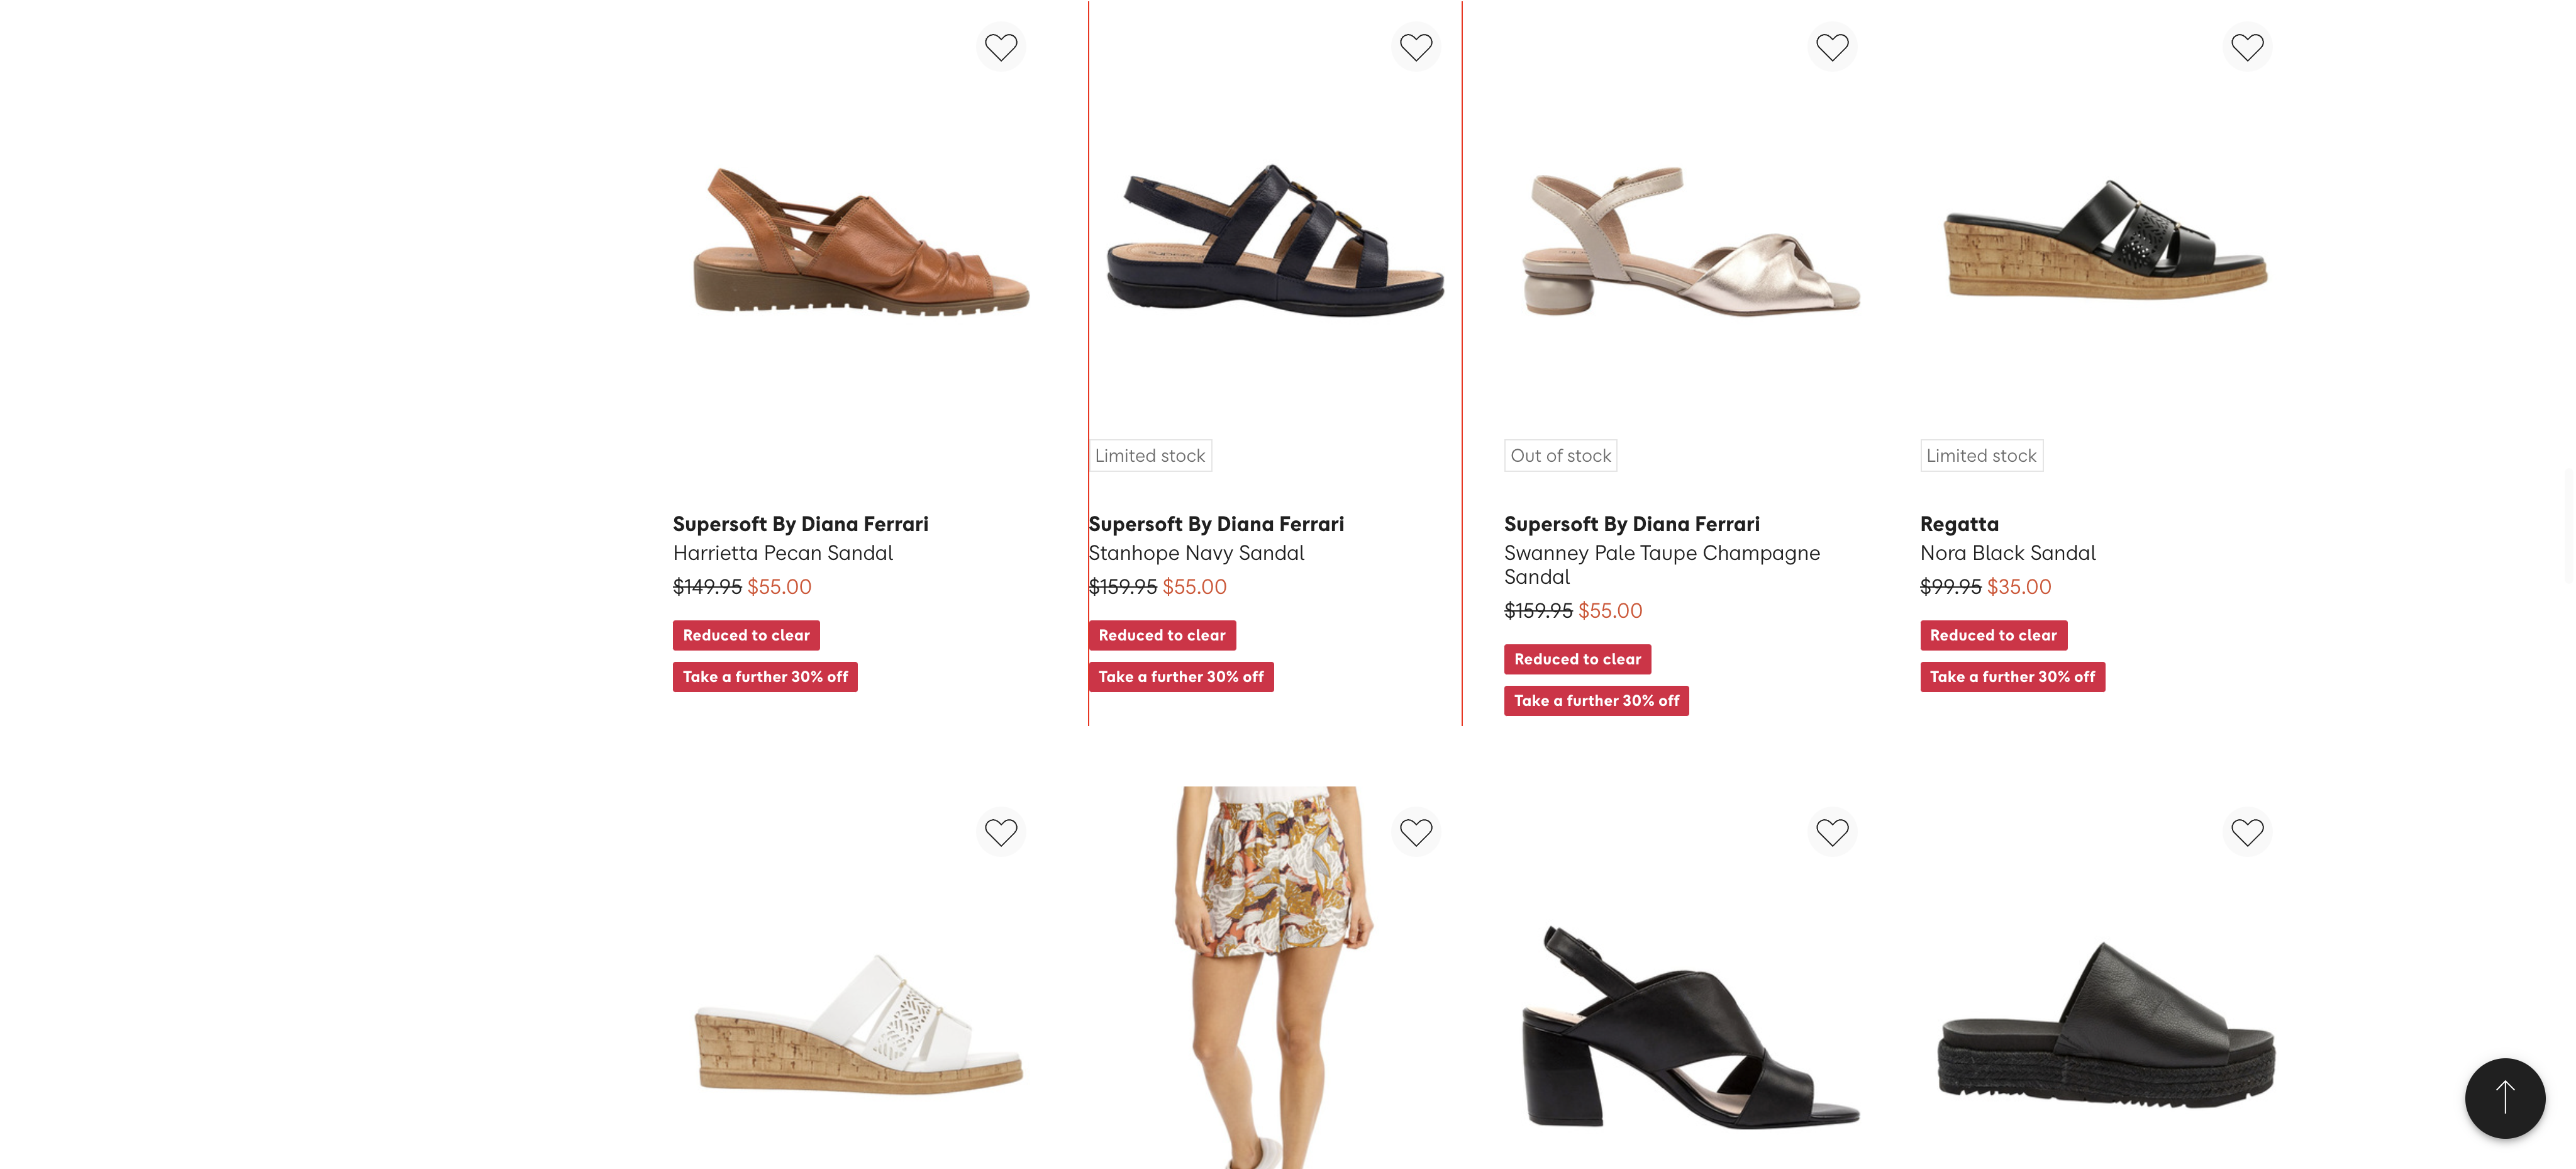 Limited stock
Out of stock
Limited stock
Supersoft By Diana Ferrari
Harrietta Pecan Sandal
$149.95 $55.00
Reduced to clear
Take a further 30% off
Supersoft By Diana Ferrari
Stanhope Navy Sandal
$159.95 $55.00
Reduced to clear
Take a further 30% off
Supersoft By Diana Ferrari
Swanney Pale Taupe Champagne
Sandal
$159.95 $55.00
Reduced to clear
Take a further 30% off
Regatta
Nora Black Sandal
$99.95 $35.00
Reduced to clear
Take a further 30% off